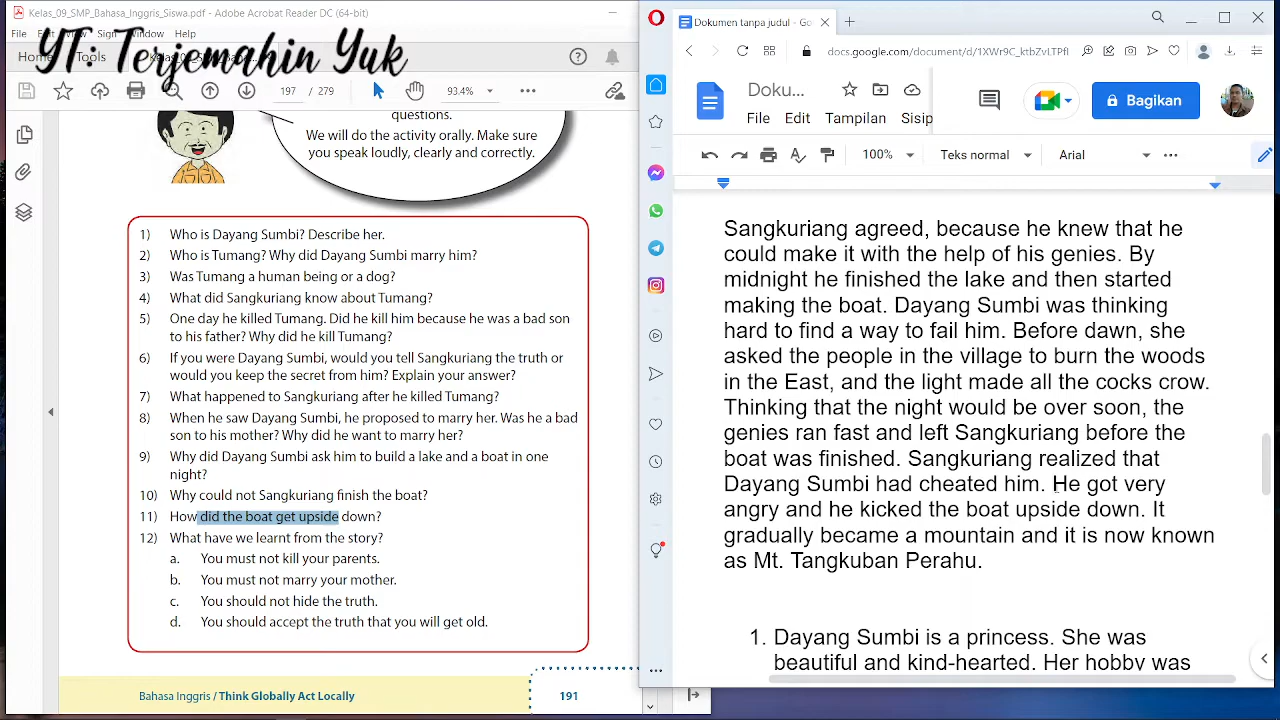 Kelas_09_SMP_Bahasa_Inggris_Siswa.pdf - Adobe Acrobat Reader DC (64-bit)
File
Sign Window Help
YT: Terjemahin Yuk
Home Tools
197 / 279
93.4%
questions.
We will do the activity orally. Make sure
you speak loudly, clearly and correctly.
1) Who is Dayang Sumbi? Describe her.
2) Who is Tumang? Why did Dayang Sumbi marry him?
3) Was Tumang a human being or a dog?
4) What did Sangkuriang know about Tumang?
5) One day he killed Tumang. Did he kill him because he was a bad son
to his father? Why did he kill Tumang?
6) If you were Dayang Sumbi, would you tell Sangkuriang the truth or
would you keep the secret from him? Explain your answer?
7) What happened to Sangkuriang after he killed Tumang?
8) When he saw Dayang Sumbi, he proposed to marry her. Was he a bad
son to his mother? Why did he want to marry her?
9) Why did Dayang Sumbi ask him to build a lake and a boat in one
night?
10) Why could not Sangkuriang finish the boat?
11) How did the boat get upside down?
12) What have we learnt from the story?
a. You must not kill your parents.
b. You must not marry your mother.
c. You should not hide the truth.
d. You should accept the truth that you will get old.
Bahasa Inggris / Think Globally Act Locally
191
Dokumen tanpa judul - Go
docs.google.com/document/d/1XWr9C_ktbZvLTPfl
Doku
File Edit Tampilan Sisip
Bagikan
100% Teks normal Arial
Sangkuriang agreed, because he knew that he
could make it with the help of his genies. By
midnight he finished the lake and then started
making the boat. Dayang Sumbi was thinking
hard to find a way to fail him. Before dawn, she
asked the people in the village to burn the woods
in the East, and the light made all the cocks crow.
Thinking that the night would be over soon, the
genies ran fast and left Sangkuriang before the
boat was finished. Sangkuriang realized that
Dayang Sumbi had cheated him. He got very
angry and he kicked the boat upside down. It
gradually became a mountain and it is now known
as Mt. Tangkuban Perahu.
1. Dayang Sumbi is a princess. She was
beautiful and kind-hearted. Her hobby was